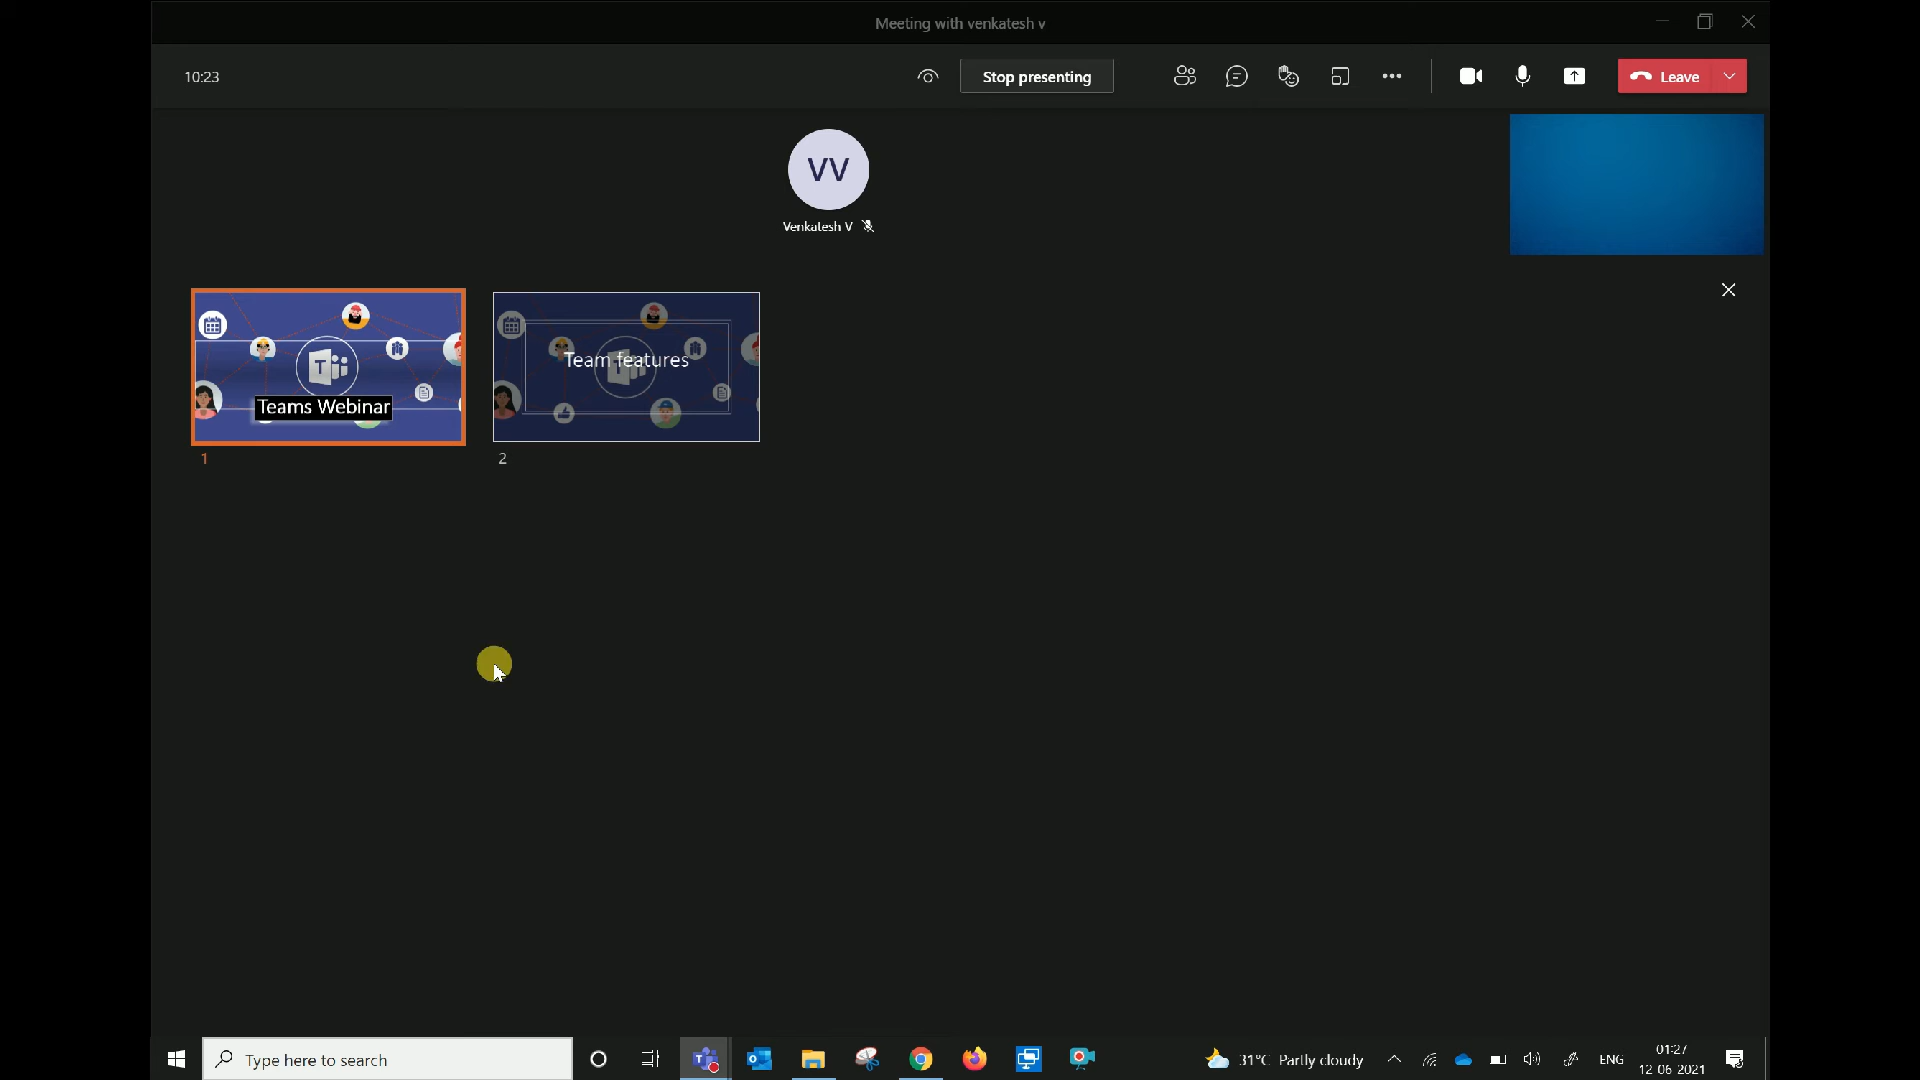 Meeting with venkatesh v
10:23
Stop presenting
Leave
VV
Venkatesh V
T
Teams Webinar
T
Team features
1
2
Type here to search
T
31°C Partly cloudy
ENG
01:27
12-06-2021